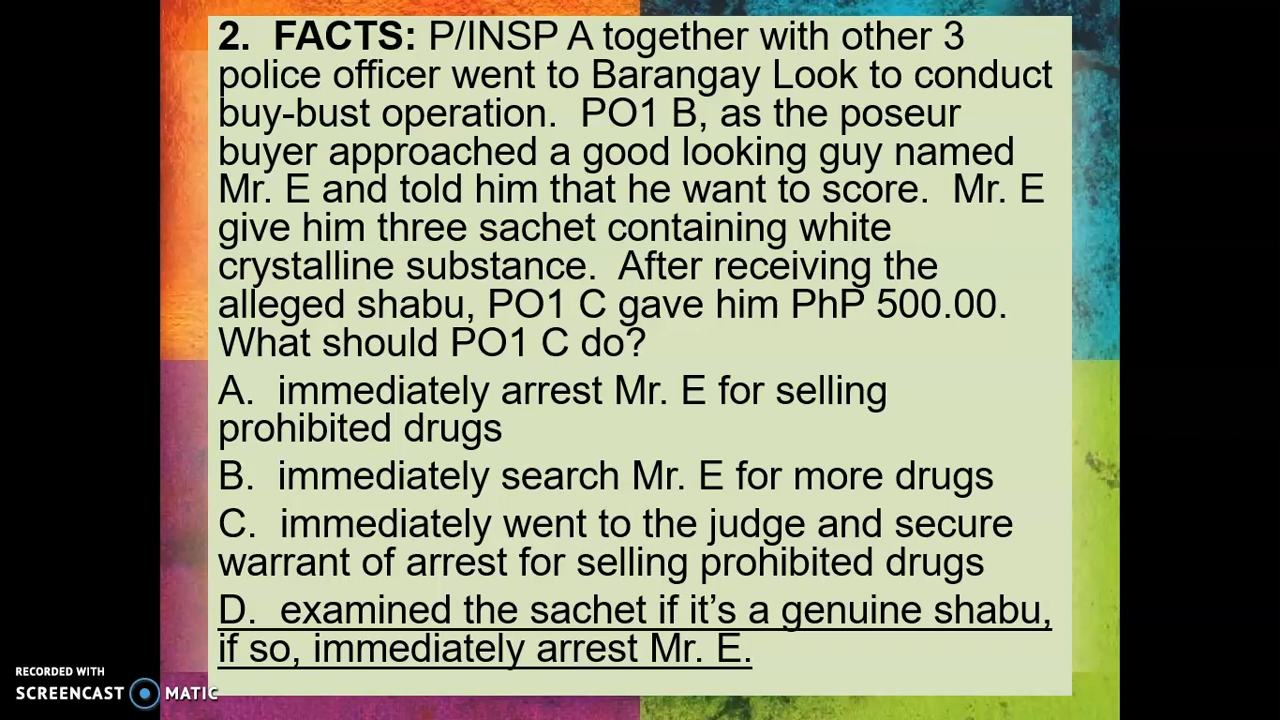 2. FACTS: P/INSP A together with other 3
police officer went to Barangay Look to conduct
buy-bust operation. PO1 B, as the poseur
buyer approached a good looking guy named
Mr. E and told him that he want to score. Mr. E
give him three sachet containing white
crystalline substance. After receiving the
alleged shabu, PO1 C gave him PhP 500.00.
What should PO1 C do?
A. immediately arrest Mr. E for selling
prohibited drugs
B. immediately search Mr. E for more drugs
C. immediately went to the judge and secure
warrant of arrest for selling prohibited drugs
D. examined the sachet if it’s a genuine shabu,
if so, immediately arrest Mr. E.
RECORDED WITH
SCREENCAST MATIC